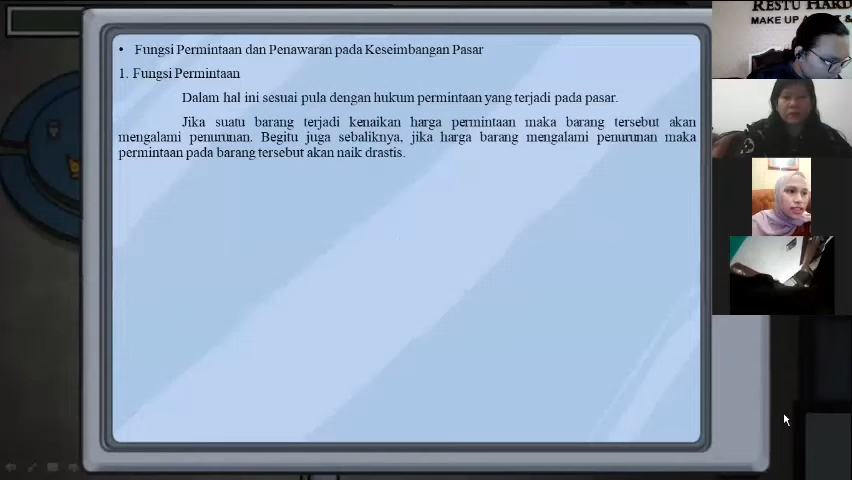 • Fungsi Permintaan dan Penawaran pada Keseimbangan Pasar
1. Fungsi Permintaan
Dalam hal ini sesuai pula dengan hukum permintaan yang terjadi pada pasar.
Jika suatu barang terjadi kenaikan harga permintaan maka barang tersebut akan
mengalami penurunan. Begitu juga sebaliknya, jika harga barang mengalami penurunan maka
permintaan pada barang tersebut akan naik drastis.
RESTU HARD
MAKE UP